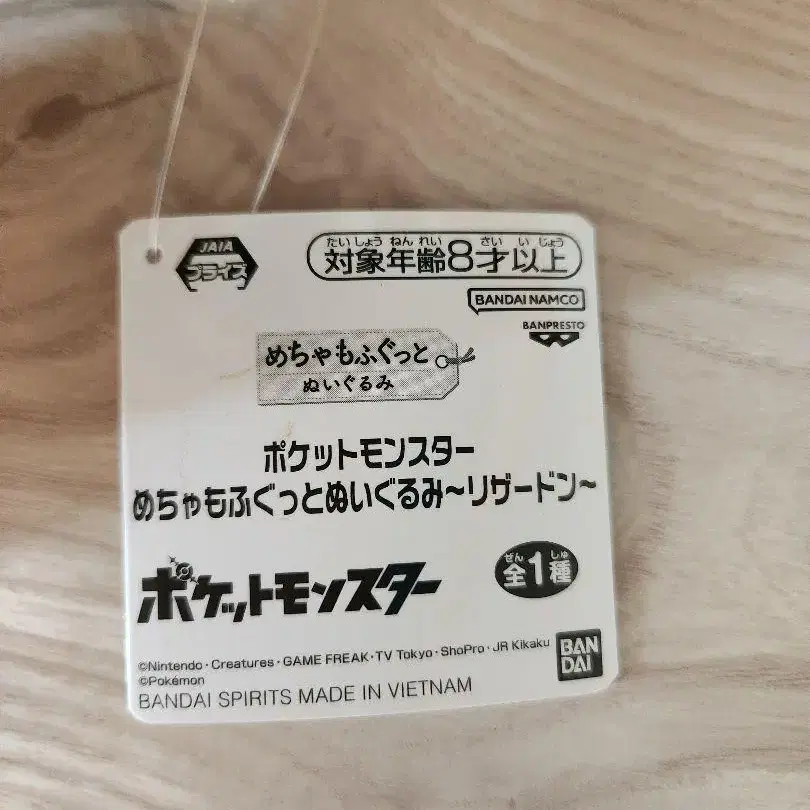 JAIA
プライズ
たいしょうねんれい さいいじょう
対象年齢8才以上
BANDAI NAMCO
BANPRESTO
めちゃもふぐっと
ぬいぐるみ
ポケットモンスター
めちゃもふぐっとぬいぐるみ~リザードン~
ポケットモンスター
ぜん しゅ
全1種
©Nintendo・Creatures・GAME FREAK・TV Tokyo・ShoPro・JR Kikaku
©Pokémon
BANDAI SPIRITS MADE IN VIETNAM
BAN
DAI